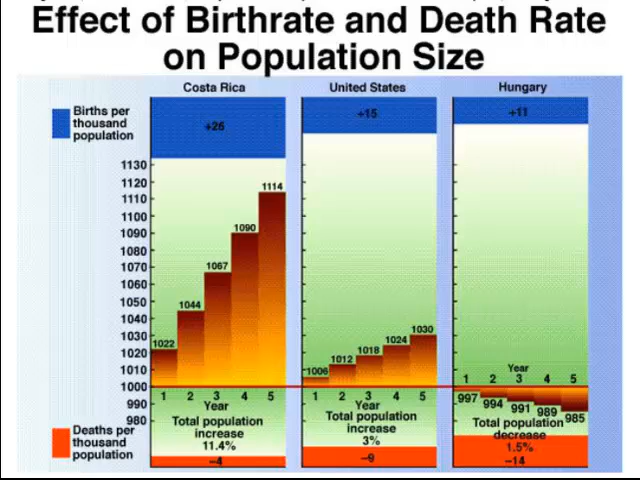 Effect of Birthrate and Death Rate
on Population Size
Costa Rica
United States
Hungary
Births per
thousand
population
+26
+15
+11
1130
1120
1110
1100
1090
1080
1070
1060
1050
1040
1030
1020
1010
1000
990
980
1022
1044
1067
1090
1114
1 2 3 4 5
Year
Total population
increase
11.4%
−4
1006
1012
1018
1024
1030
1 2 3 4 5
Year
Total population
increase
3%
−9
Year
1 2 3 4 5
997
994
991
989
985
Total population
decrease
1.5%
−14
Deaths per
thousand
population